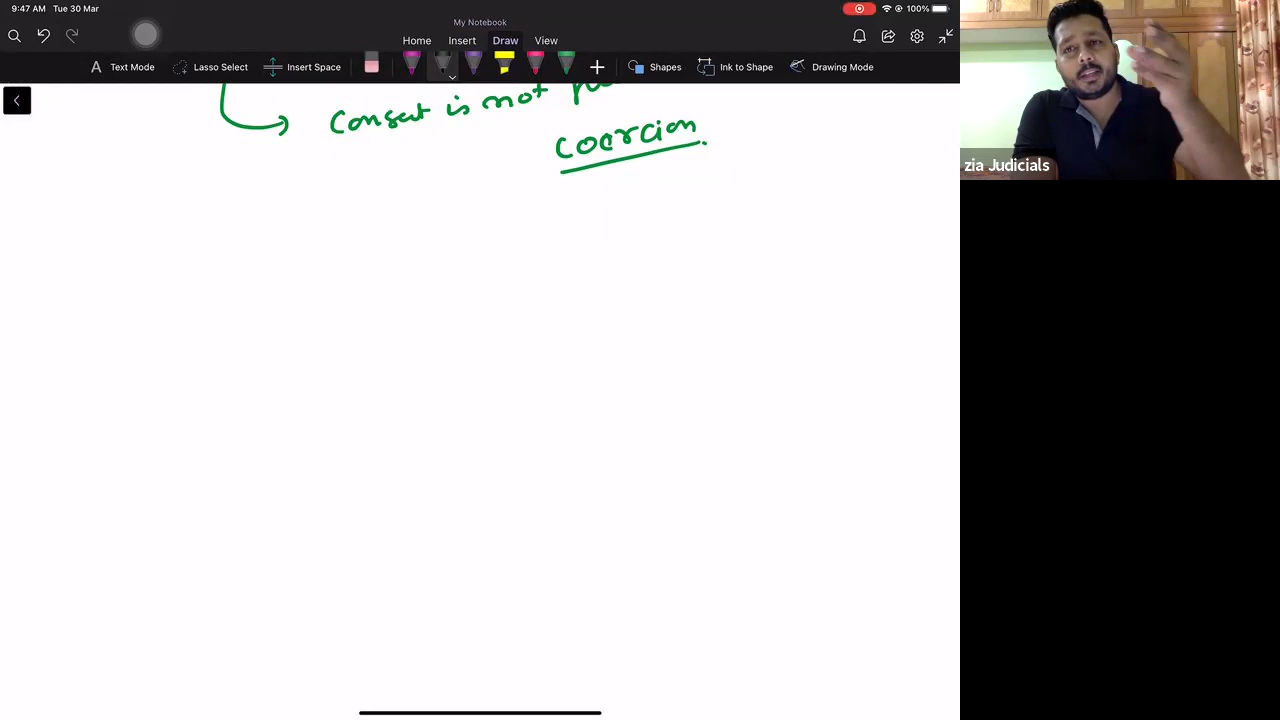 9:47 AM Tue 30 Mar
100%
My Notebook
Home Insert Draw View
A Text Mode Lasso Select Insert Space Shapes Ink to Shape Drawing Mode
Consent is not
coercion.
zia Judicials